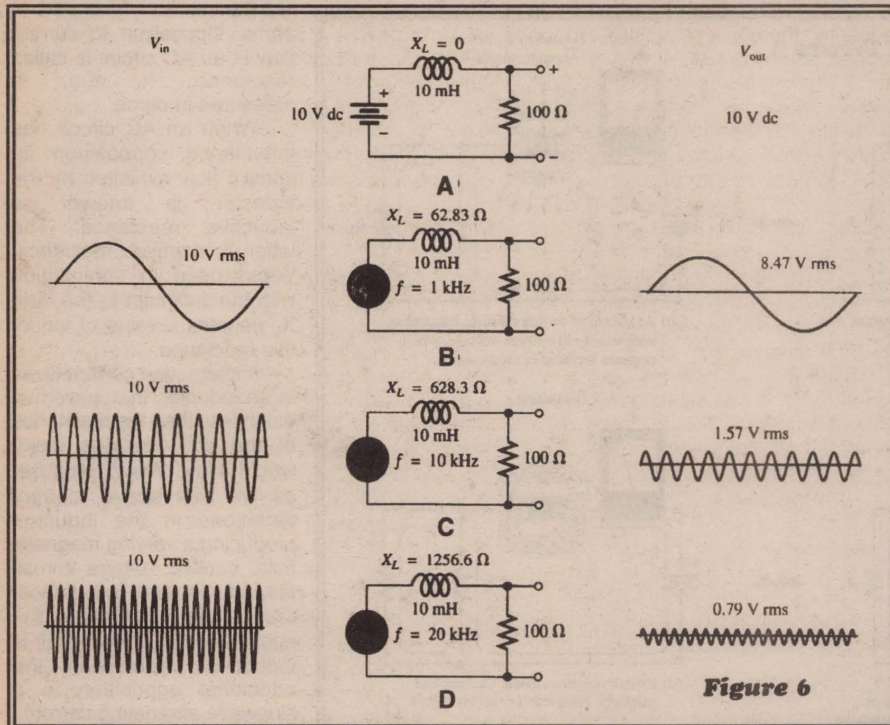 V_in
V_out
X_L = 0
10 mH
10 V dc
+
−
100 Ω
+
−
10 V dc
A
10 V rms
X_L = 62.83 Ω
10 mH
f = 1 kHz
100 Ω
8.47 V rms
B
10 V rms
X_L = 628.3 Ω
10 mH
f = 10 kHz
100 Ω
1.57 V rms
C
10 V rms
X_L = 1256.6 Ω
10 mH
f = 20 kHz
100 Ω
0.79 V rms
D
Figure 6